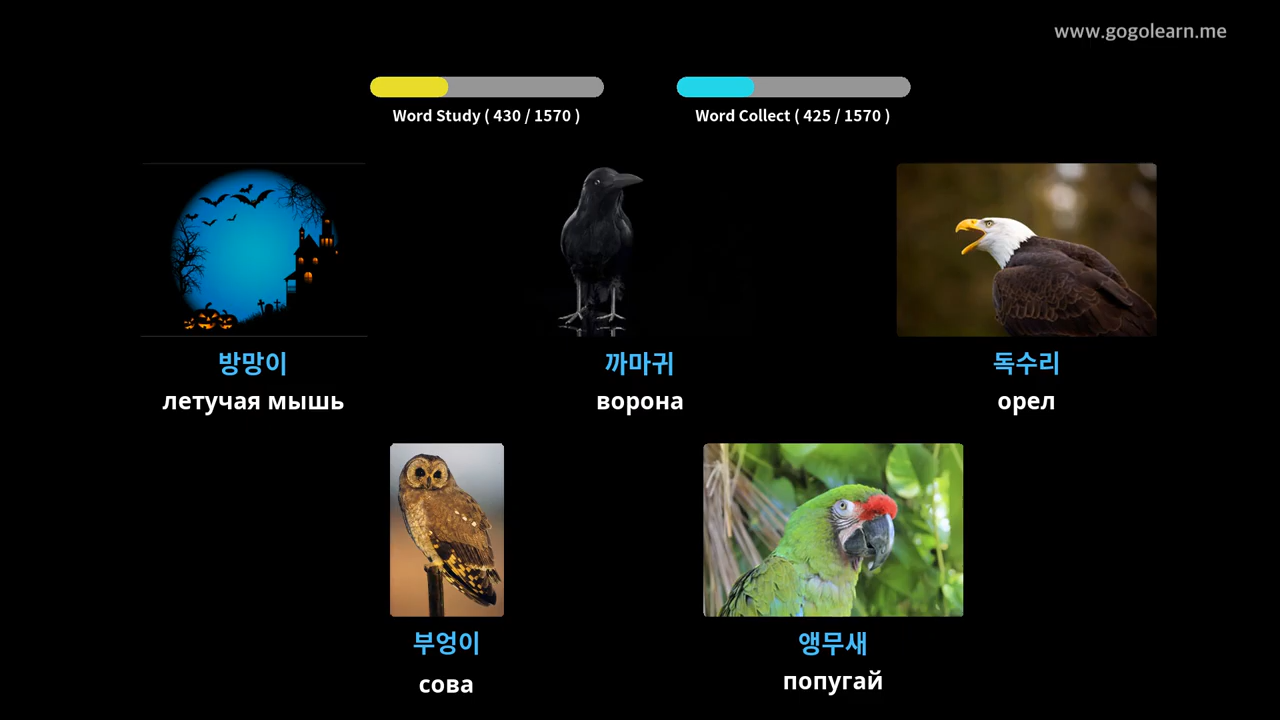 www.gogolearn.me
Word Study ( 430 / 1570 )
Word Collect ( 425 / 1570 )
방망이
летучая мышь
까마귀
ворона
독수리
орел
부엉이
сова
앵무새
попугай